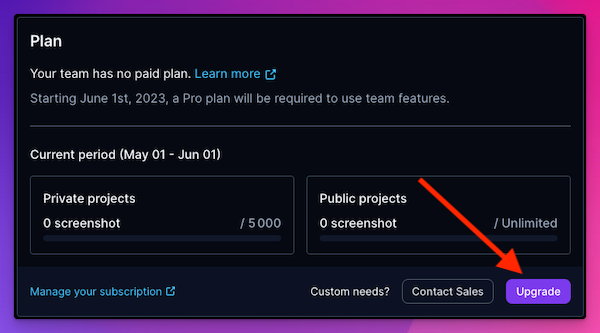 Plan
Your team has no paid plan. Learn more
Starting June 1st, 2023, a Pro plan will be required to use team features.
Current period (May 01 - Jun 01)
Private projects
0 screenshot / 5 000
Public projects
0 screenshot / Unlimited
Manage your subscription
Custom needs? Contact Sales Upgrade